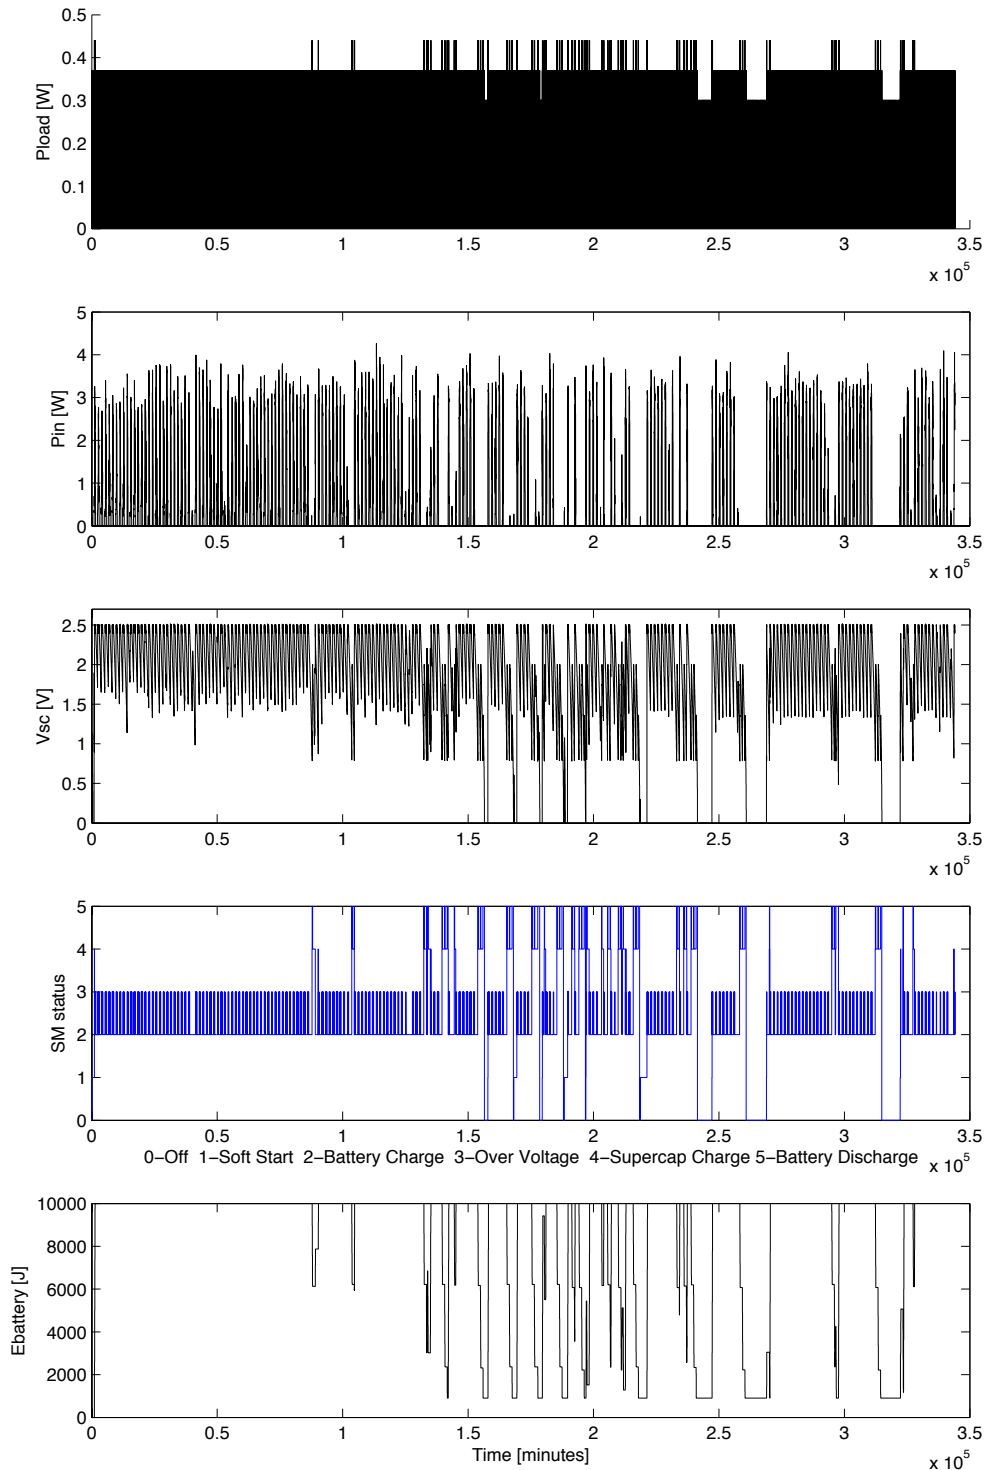 0.5
0.4
0.3
0.2
0.1
0
Pload [W]
0 0.5 1 1.5 2 2.5 3 3.5
x 10^5
5
4
3
2
1
0
Pin [W]
0 0.5 1 1.5 2 2.5 3 3.5
x 10^5
2.5
2
1.5
1
0.5
0
Vsc [V]
0 0.5 1 1.5 2 2.5 3 3.5
x 10^5
5
4
3
2
1
0
SM status
0 0.5 1 1.5 2 2.5 3 3.5
0−Off 1−Soft Start 2−Battery Charge 3−Over Voltage 4−Supercap Charge 5−Battery Discharge
x 10^5
10000
8000
6000
4000
2000
0
Ebattery [J]
0 0.5 1 1.5 2 2.5 3 3.5
Time [minutes]
x 10^5